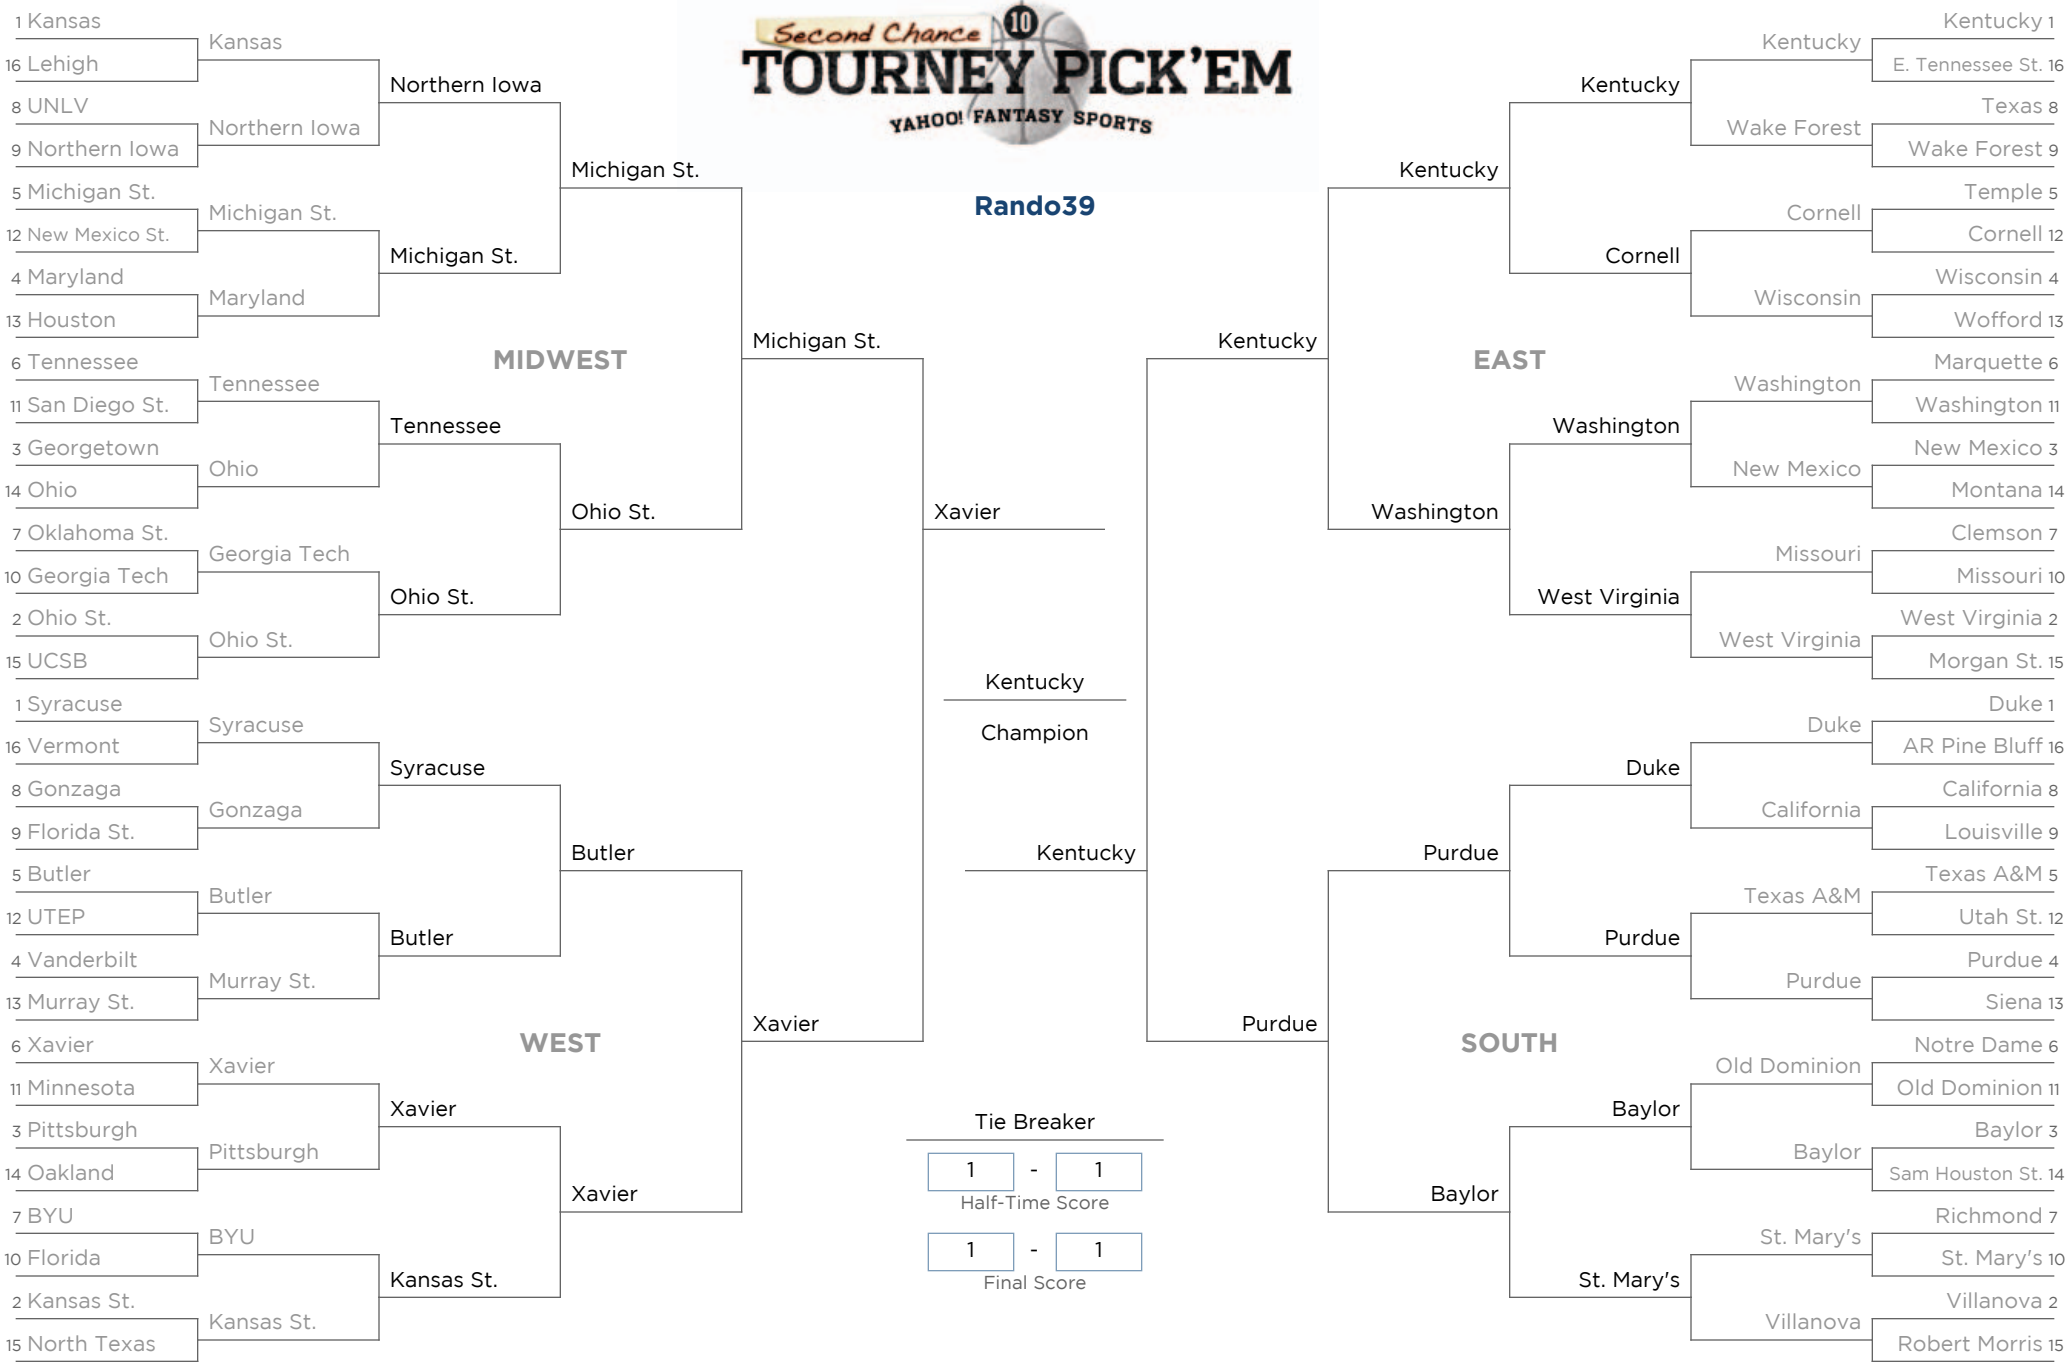 Second Chance 10
TOURNEY PICK'EM
YAHOO! FANTASY SPORTS
Rando39
1 Kansas
16 Lehigh
8 UNLV
9 Northern Iowa
5 Michigan St.
12 New Mexico St.
4 Maryland
13 Houston
6 Tennessee
11 San Diego St.
3 Georgetown
14 Ohio
7 Oklahoma St.
10 Georgia Tech
2 Ohio St.
15 UCSB
1 Syracuse
16 Vermont
8 Gonzaga
9 Florida St.
5 Butler
12 UTEP
4 Vanderbilt
13 Murray St.
6 Xavier
11 Minnesota
3 Pittsburgh
14 Oakland
7 BYU
10 Florida
2 Kansas St.
15 North Texas
Kansas
Northern Iowa
Michigan St.
Maryland
Tennessee
Ohio
Georgia Tech
Ohio St.
Syracuse
Gonzaga
Butler
Murray St.
Xavier
Pittsburgh
BYU
Kansas St.
Northern Iowa
Michigan St.
Tennessee
Ohio St.
Syracuse
Butler
Xavier
Kansas St.
MIDWEST
WEST
Michigan St.
Ohio St.
Butler
Xavier
Michigan St.
Xavier
Xavier
Kentucky
Champion
Kentucky
Tie Breaker
1 - 1
Half-Time Score
1 - 1
Final Score
Kentucky
Purdue
Kentucky
Washington
Purdue
Baylor
EAST
SOUTH
Kentucky
Cornell
Washington
West Virginia
Duke
Purdue
Baylor
St. Mary's
Kentucky
Wake Forest
Cornell
Wisconsin
Washington
New Mexico
Missouri
West Virginia
Duke
California
Texas A&M
Purdue
Old Dominion
Baylor
St. Mary's
Villanova
Kentucky 1
E. Tennessee St. 16
Texas 8
Wake Forest 9
Temple 5
Cornell 12
Wisconsin 4
Wofford 13
Marquette 6
Washington 11
New Mexico 3
Montana 14
Clemson 7
Missouri 10
West Virginia 2
Morgan St. 15
Duke 1
AR Pine Bluff 16
California 8
Louisville 9
Texas A&M 5
Utah St. 12
Purdue 4
Siena 13
Notre Dame 6
Old Dominion 11
Baylor 3
Sam Houston St. 14
Richmond 7
St. Mary's 10
Villanova 2
Robert Morris 15